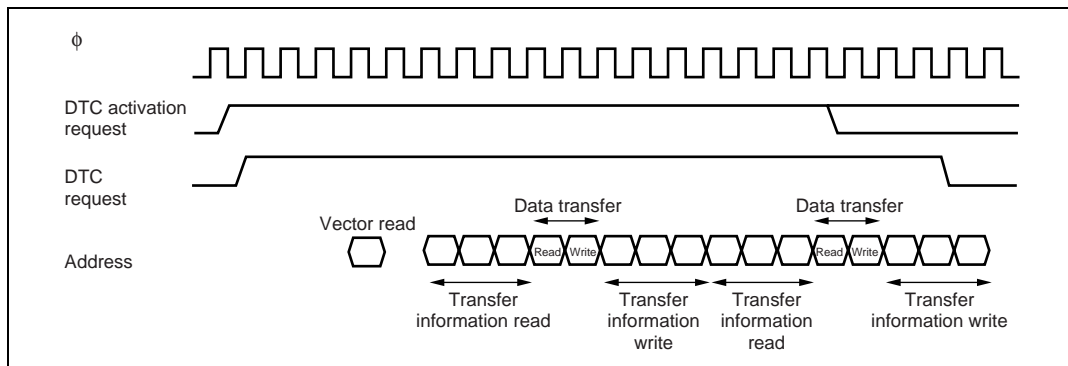 φ
DTC activation
request
DTC
request
Data transfer
Data transfer
Vector read
Read
Write
Read
Write
Address
Transfer
information read
Transfer
information
write
Transfer
information
read
Transfer
information write